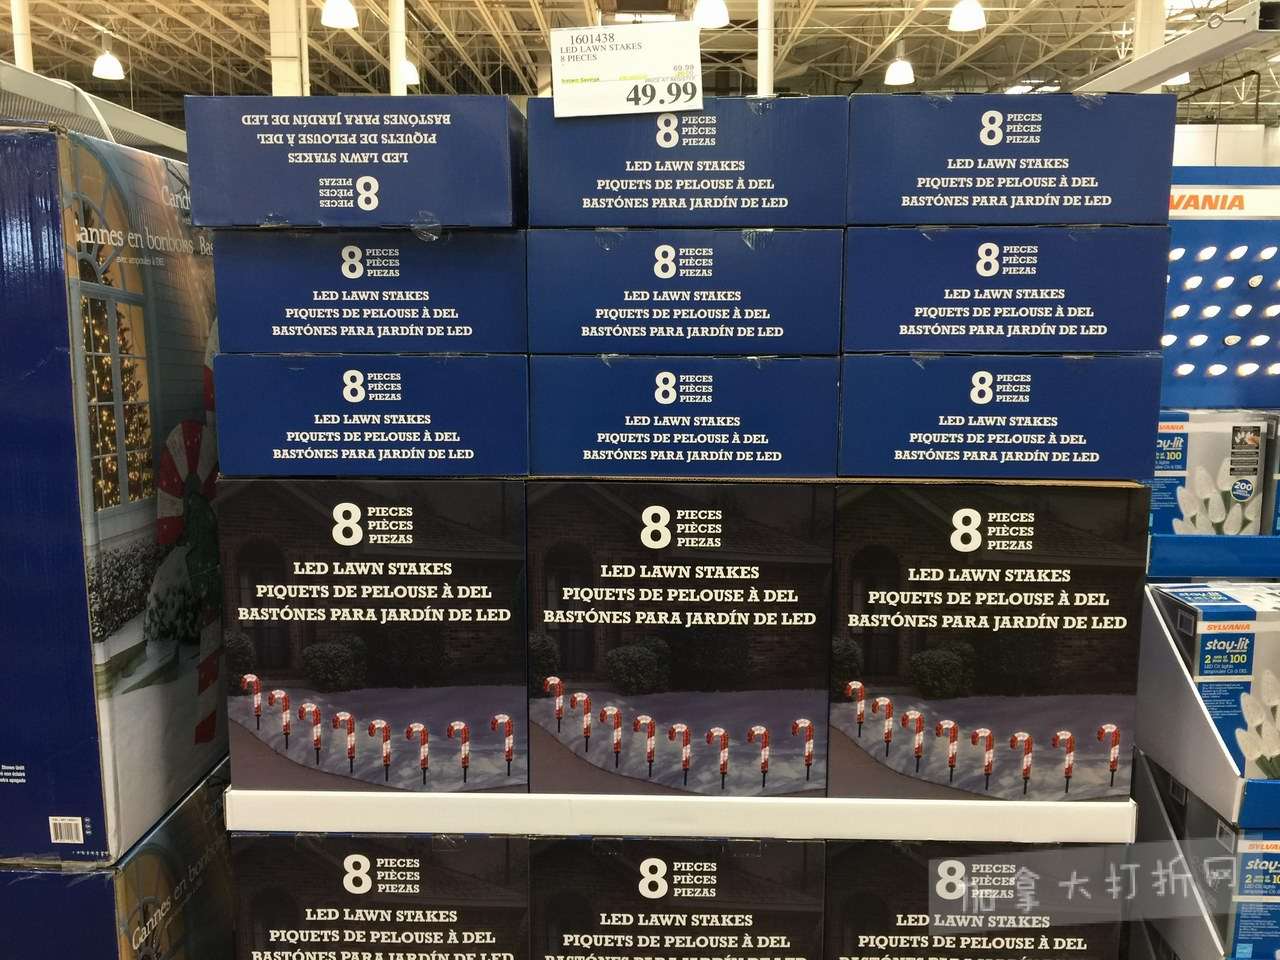 1601438
LED LAWN STAKES
8 PIECES
69.99
49.99
BASTÓNES PARA JARDÍN DE LED
PIQUETS DE PELOUSE À DEL
LED LAWN STAKES
8 PIECES
PIÈCES
PIEZAS
8 PIECES
PIÈCES
PIEZAS
LED LAWN STAKES
PIQUETS DE PELOUSE À DEL
BASTÓNES PARA JARDÍN DE LED
8 PIECES
PIÈCES
PIEZAS
LED LAWN STAKES
PIQUETS DE PELOUSE À DEL
BASTÓNES PARA JARDÍN DE LED
8 PIECES
PIÈCES
PIEZAS
LED LAWN STAKES
PIQUETS DE PELOUSE À DEL
BASTÓNES PARA JARDÍN DE LED
8 PIECES
PIÈCES
PIEZAS
LED LAWN STAKES
PIQUETS DE PELOUSE À DEL
BASTÓNES PARA JARDÍN DE LED
8 PIECES
PIÈCES
PIEZAS
LED LAWN STAKES
PIQUETS DE PELOUSE À DEL
BASTÓNES PARA JARDÍN DE LED
8 PIECES
PIÈCES
PIEZAS
LED LAWN STAKES
PIQUETS DE PELOUSE À DEL
BASTÓNES PARA JARDÍN DE LED
8 PIECES
PIÈCES
PIEZAS
LED LAWN STAKES
PIQUETS DE PELOUSE À DEL
BASTÓNES PARA JARDÍN DE LED
8 PIECES
PIÈCES
PIEZAS
LED LAWN STAKES
PIQUETS DE PELOUSE À DEL
BASTÓNES PARA JARDÍN DE LED
8 PIECES
PIÈCES
PIEZAS
LED LAWN STAKES
PIQUETS DE PELOUSE À DEL
BASTÓNES PARA JARDÍN DE LED
8 PIECES
PIÈCES
PIEZAS
LED LAWN STAKES
PIQUETS DE PELOUSE À DEL
BASTÓNES PARA JARDÍN DE LED
8 PIECES
PIÈCES
PIEZAS
LED LAWN STAKES
PIQUETS DE PELOUSE À DEL
BASTÓNES PARA JARDÍN DE LED
8 PIECES
PIÈCES
PIEZAS
LED LAWN STAKES
PIQUETS DE PELOUSE À DEL
BASTÓNES PARA JARDÍN DE LED
8 PIECES
PIÈCES
PIEZAS
LED LAWN STAKES
PIQUETS DE PELOUSE À DEL
8 PIECES
PIÈCES
PIEZAS
LED LAWN STAKES
PIQUETS DE PELOUSE À DEL
Cannes en bonbons
VANIA
VANIA
ay-lit
100
200
SYLVANIA
stay-lit
100
SYLVA
stay-
加拿大打折网